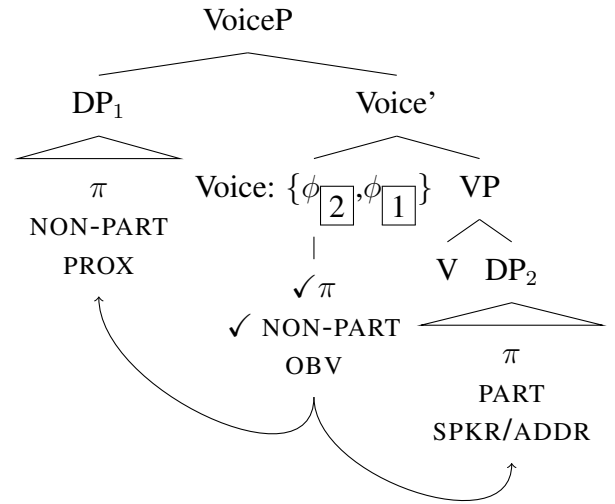 VoiceP
DP₁ Voice’
π Voice: {ϕ2,ϕ1} VP
NON-PART
PROX
V DP₂
✓π
✓ NON-PART
OBV
π
PART
SPKR/ADDR